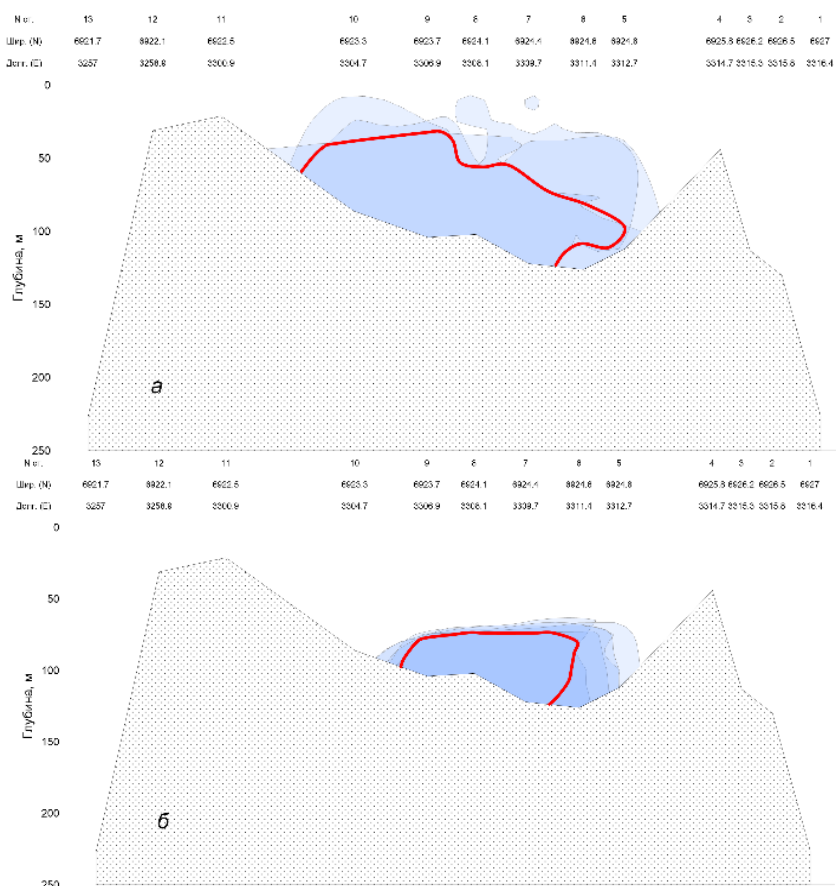 N ст. 13 12 11 10 9 8 7 6 5 4 3 2 1
Шир. (N) 6921.7 6922.1 6922.5 6923.3 6923.7 6924.1 6924.4 6924.6 6924.8 6925.8 6926.2 6926.5 6927
Долг. (E) 3257 3258.9 3300.9 3304.7 3306.9 3308.1 3309.7 3311.4 3312.7 3314.7 3315.3 3315.8 3316.4
0
50
100
150
200
250
Глубина, м
а
N ст. 13 12 11 10 9 8 7 6 5 4 3 2 1
Шир. (N) 6921.7 6922.1 6922.5 6923.3 6923.7 6924.1 6924.4 6924.6 6924.8 6925.8 6926.2 6926.5 6927
Долг. (E) 3257 3258.9 3300.9 3304.7 3306.9 3308.1 3309.7 3311.4 3312.7 3314.7 3315.3 3315.8 3316.4
0
50
100
150
200
250
Глубина, м
б